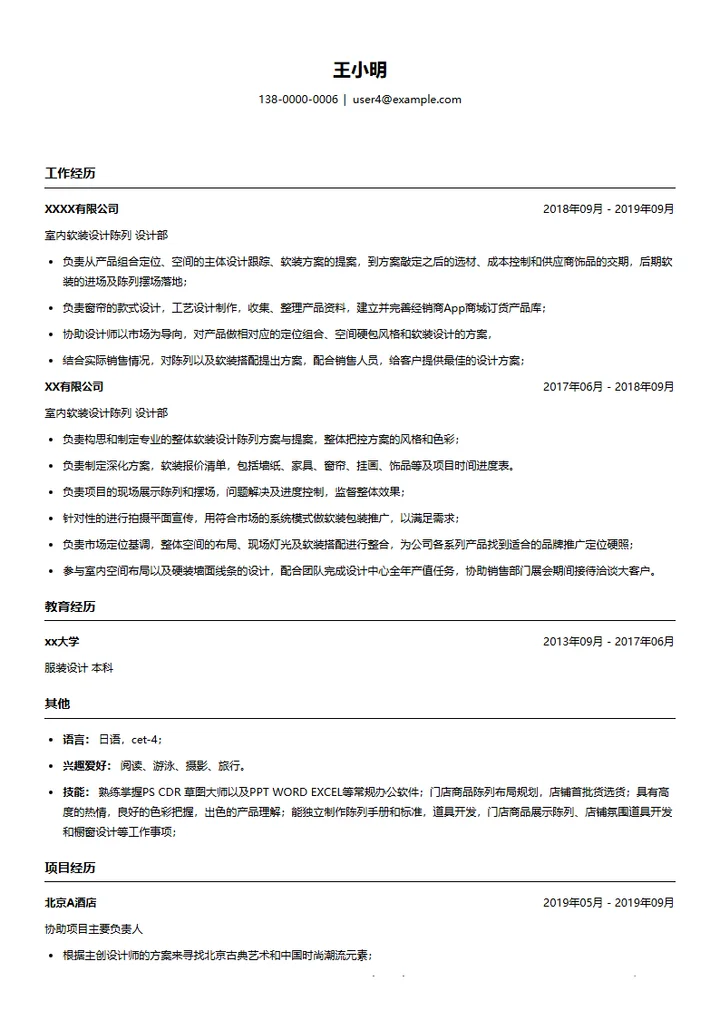 王小明
138-0000-0006 | user4@example.com
工作经历
XXXX有限公司 2018年09月 - 2019年09月
室内软装设计陈列 设计部
• 负责从产品组合定位、空间的主体设计跟踪、软装方案的提案，到方案敲定之后的选材、成本控制和供应商饰品的交期，后期软
装的进场及陈列摆场落地；
• 负责窗帘的款式设计，工艺设计制作，收集、整理产品资料，建立并完善经销商App商城订货产品库；
• 协助设计师以市场为导向，对产品做相对应的定位组合、空间硬包风格和软装设计的方案，
• 结合实际销售情况，对陈列以及软装搭配提出方案，配合销售人员，给客户提供最佳的设计方案；
XX有限公司 2017年06月 - 2018年09月
室内软装设计陈列 设计部
• 负责构思和制定专业的整体软装设计陈列方案与提案，整体把控方案的风格和色彩；
• 负责制定深化方案，软装报价清单，包括墙纸、家具、窗帘、挂画、饰品等及项目时间进度表。
• 负责项目的现场展示陈列和摆场，问题解决及进度控制，监督整体效果；
• 针对性的进行拍摄平面宣传，用符合市场的系统模式做软装包装推广，以满足需求；
• 负责市场定位基调，整体空间的布局、现场灯光及软装搭配进行整合，为公司各系列产品找到适合的品牌推广定位硬照；
• 参与室内空间布局以及硬装墙面线条的设计，配合团队完成设计中心全年产值任务，协助销售部门展会期间接待洽谈大客户。
教育经历
xx大学 2013年09月 - 2017年06月
服装设计 本科
其他
• 语言： 日语，cet-4；
• 兴趣爱好： 阅读、游泳、摄影、旅行。
• 技能： 熟练掌握PS CDR 草图大师以及PPT WORD EXCEL等常规办公软件；门店商品陈列布局规划，店铺首批货选货；具有高
度的热情，良好的色彩把握，出色的产品理解；能独立制作陈列手册和标准，道具开发，门店商品展示陈列、店铺氛围道具开发
和橱窗设计等工作事项；
项目经历
北京A酒店 2019年05月 - 2019年09月
协助项目主要负责人
• 根据主创设计师的方案来寻找北京古典艺术和中国时尚潮流元素；